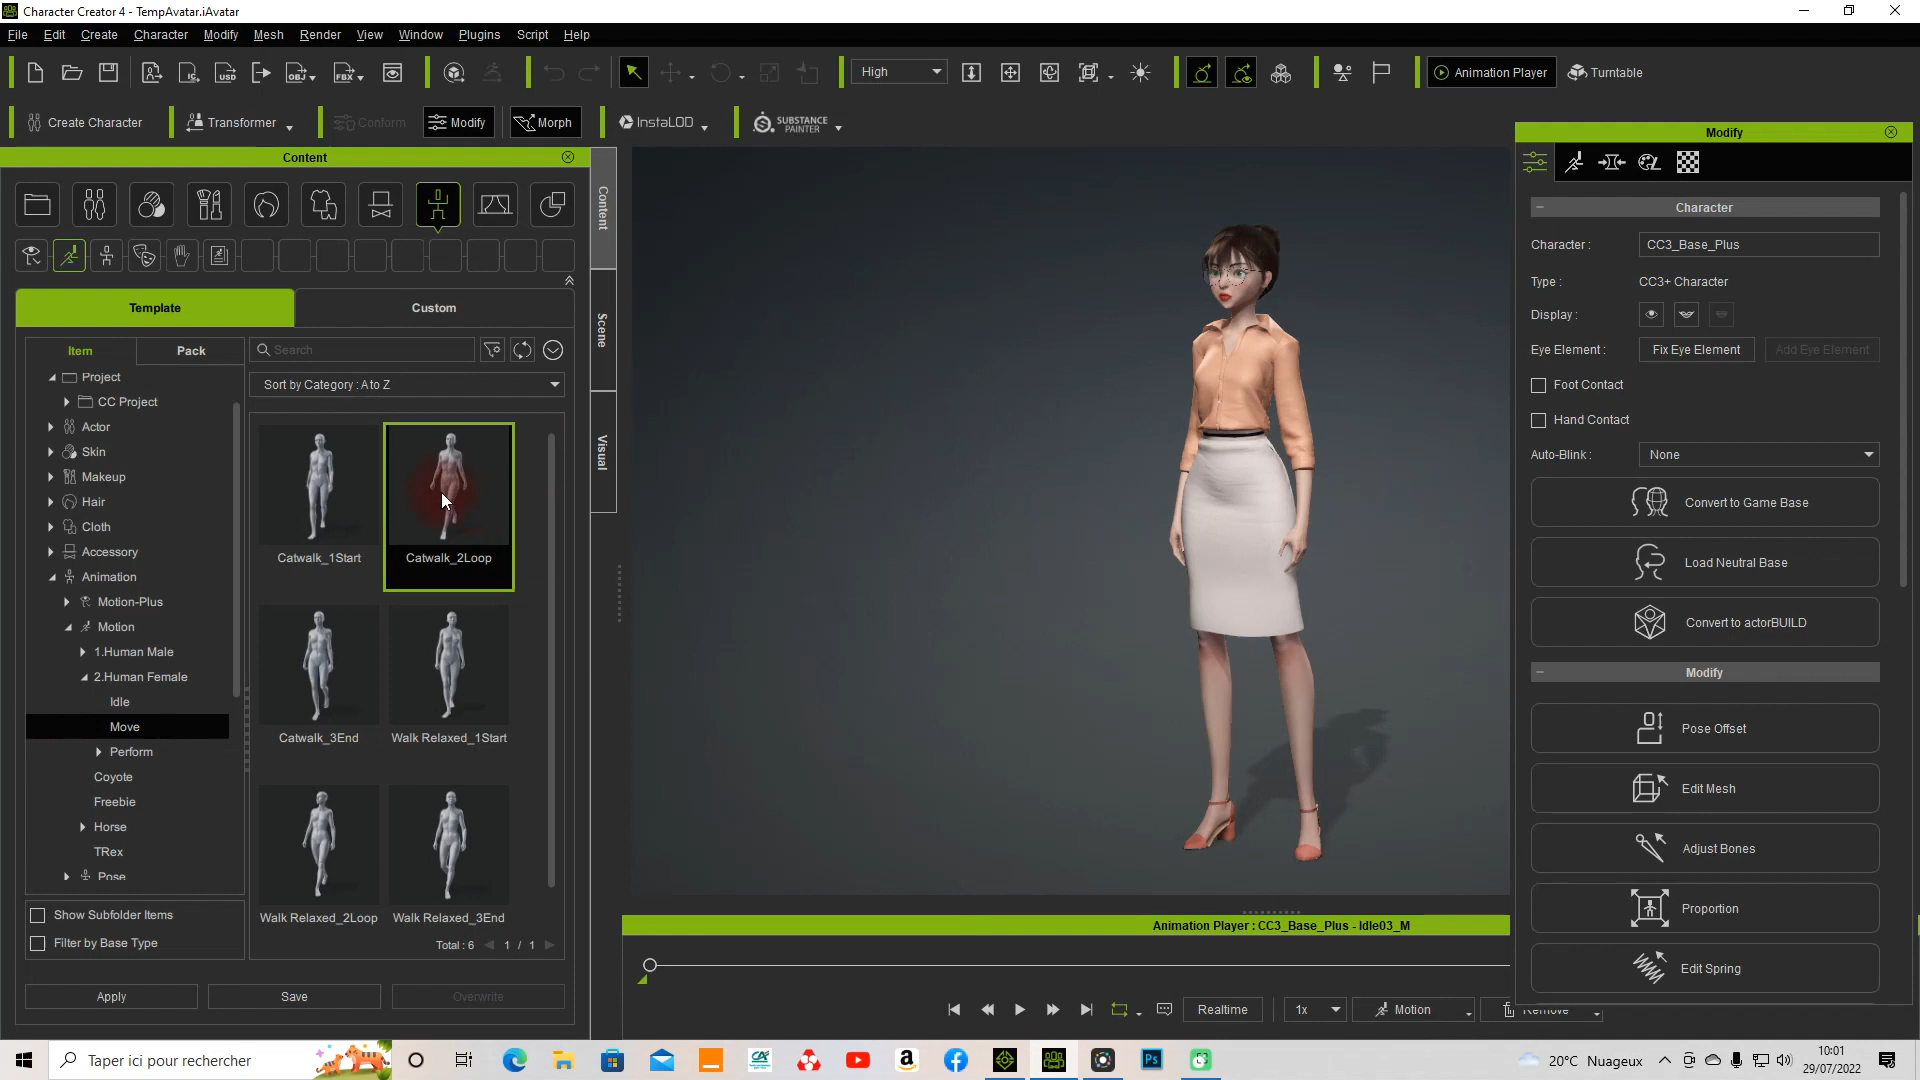 Character Creator 4 - TempAvatar.iAvatar
File Edit Create Character Modify Mesh Render View Window Plugins Script Help
IC USD OBJ FBX High Animation Player Turntable
Create Character Transformer Conform Modify Morph InstaLOD SUBSTANCE PAINTER
Content
Template Custom
Item Pack Search
Sort by Category : A to Z
Project
CC Project
Actor
Skin
Makeup
Hair
Cloth
Accessory
Animation
Motion-Plus
Motion
1.Human Male
2.Human Female
Idle
Move
Perform
Coyote
Freebie
Horse
TRex
Pose
Show Subfolder Items
Filter by Base Type
Catwalk_1Start Catwalk_2Loop
Catwalk_3End Walk Relaxed_1Start
Walk Relaxed_2Loop Walk Relaxed_3End
Total : 6 1 / 1
Apply Save Overwrite
Content
Scene
Visual
Animation Player : CC3_Base_Plus - Idle03_M
Realtime 1x Motion Remove
Modify
Character
Character : CC3_Base_Plus
Type : CC3+ Character
Display :
Eye Element : Fix Eye Element Add Eye Element
Foot Contact
Hand Contact
Auto-Blink : None
Convert to Game Base
Load Neutral Base
Convert to actorBUILD
Modify
Pose Offset
Edit Mesh
Adjust Bones
Proportion
Edit Spring
Taper ici pour rechercher
a f Ps
20°C Nuageux
10:01
29/07/2022